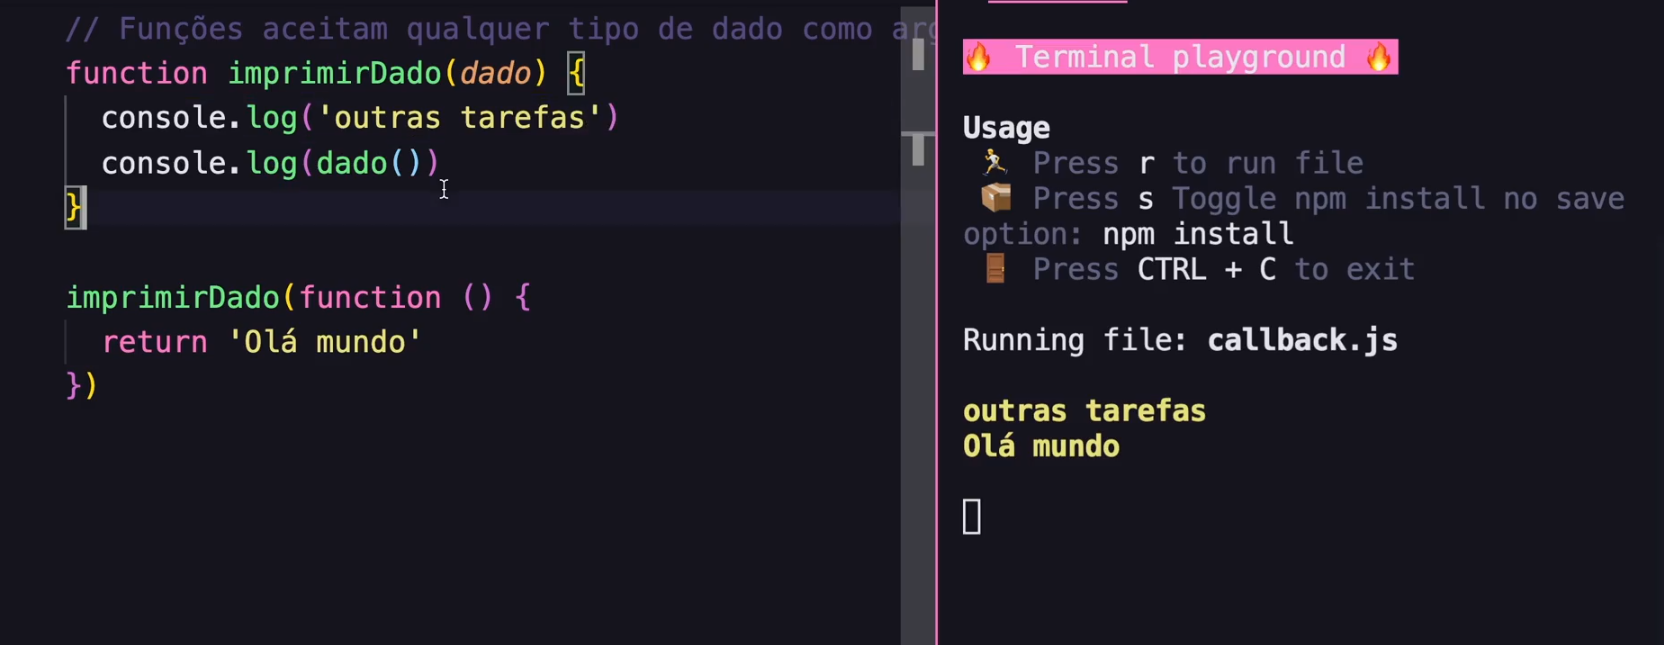 // Funções aceitam qualquer tipo de dado como
function imprimirDado(dado) {
console.log('outras tarefas')
console.log(dado())
}
imprimirDado(function () {
return 'Olá mundo'
})
🔥 Terminal playground 🔥
Usage
🏃 Press r to run file
📦 Press s Toggle npm install no save
option: npm install
🚪 Press CTRL + C to exit
Running file: callback.js
outras tarefas
Olá mundo